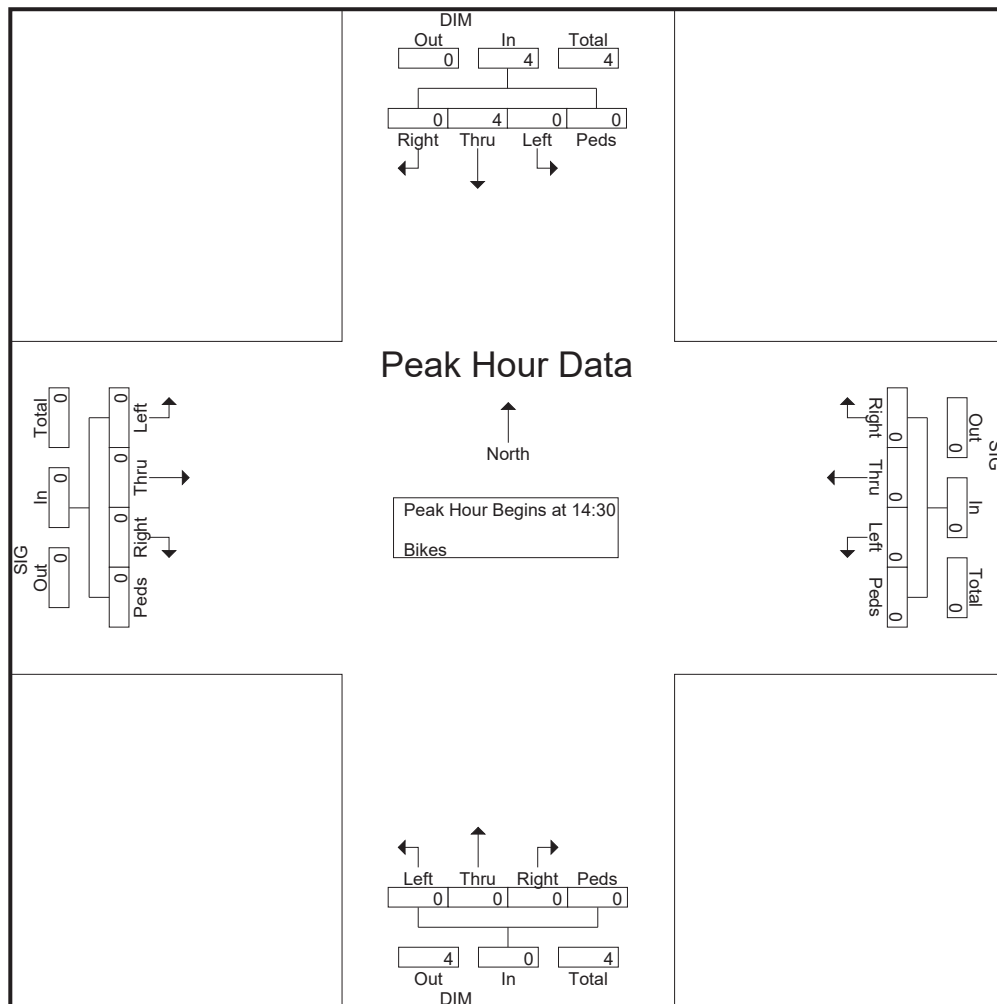 DIM
Out In Total
0 4 4
0 4 0 0
Right Thru Left Peds
Peak Hour Data
North
Peak Hour Begins at 14:30
Bikes
SIG
Out In Total
0 0 0
0 0 0 0
Peds Right Thru Left
SIG
Out In Total
0 0 0
0 0 0 0
Right Thru Left Peds
Left Thru Right Peds
0 0 0 0
4 0 4
Out In Total
DIM